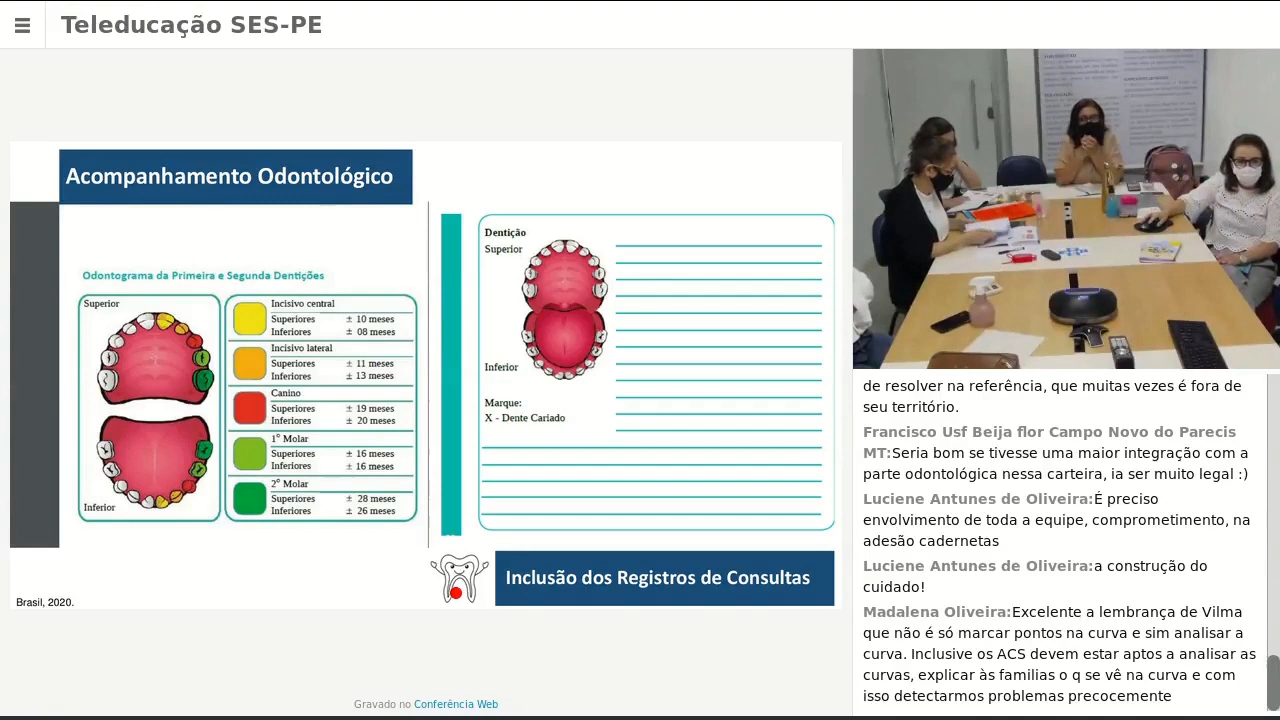 Teleducação SES-PE
Acompanhamento Odontológico
Odontograma da Primeira e Segunda Dentições
Superior
Inferior
Incisivo central
Superiores ± 10 meses
Inferiores ± 08 meses
Incisivo lateral
Superiores ± 11 meses
Inferiores ± 13 meses
Canino
Superiores ± 19 meses
Inferiores ± 20 meses
1º Molar
Superiores ± 16 meses
Inferiores ± 16 meses
2º Molar
Superiores ± 28 meses
Inferiores ± 26 meses
Dentição
Superior
Inferior
Marque:
X - Dente Cariado
Inclusão dos Registros de Consultas
Brasil, 2020.
Gravado no Conferência Web
de resolver na referência, que muitas vezes é fora de
seu território.
Francisco Usf Beija flor Campo Novo do Parecis
MT:Seria bom se tivesse uma maior integração com a
parte odontológica nessa carteira, ia ser muito legal :)
Luciene Antunes de Oliveira:É preciso
envolvimento de toda a equipe, comprometimento, na
adesão cadernetas
Luciene Antunes de Oliveira:a construção do
cuidado!
Madalena Oliveira:Excelente a lembrança de Vilma
que não é só marcar pontos na curva e sim analisar a
curva. Inclusive os ACS devem estar aptos a analisar as
curvas, explicar às familias o q se vê na curva e com
isso detectarmos problemas precocemente